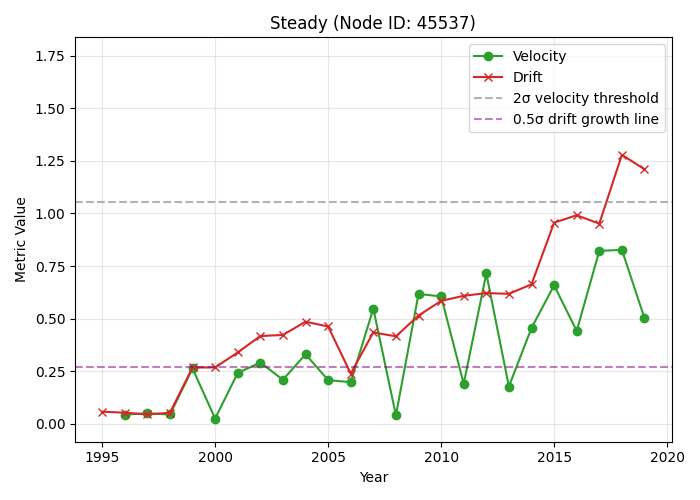 Steady (Node ID: 45537)
Velocity
Drift
2σ velocity threshold
0.5σ drift growth line
Metric Value
1.75
1.50
1.25
1.00
0.75
0.50
0.25
0.00
1995
2000
2005
2010
2015
2020
Year